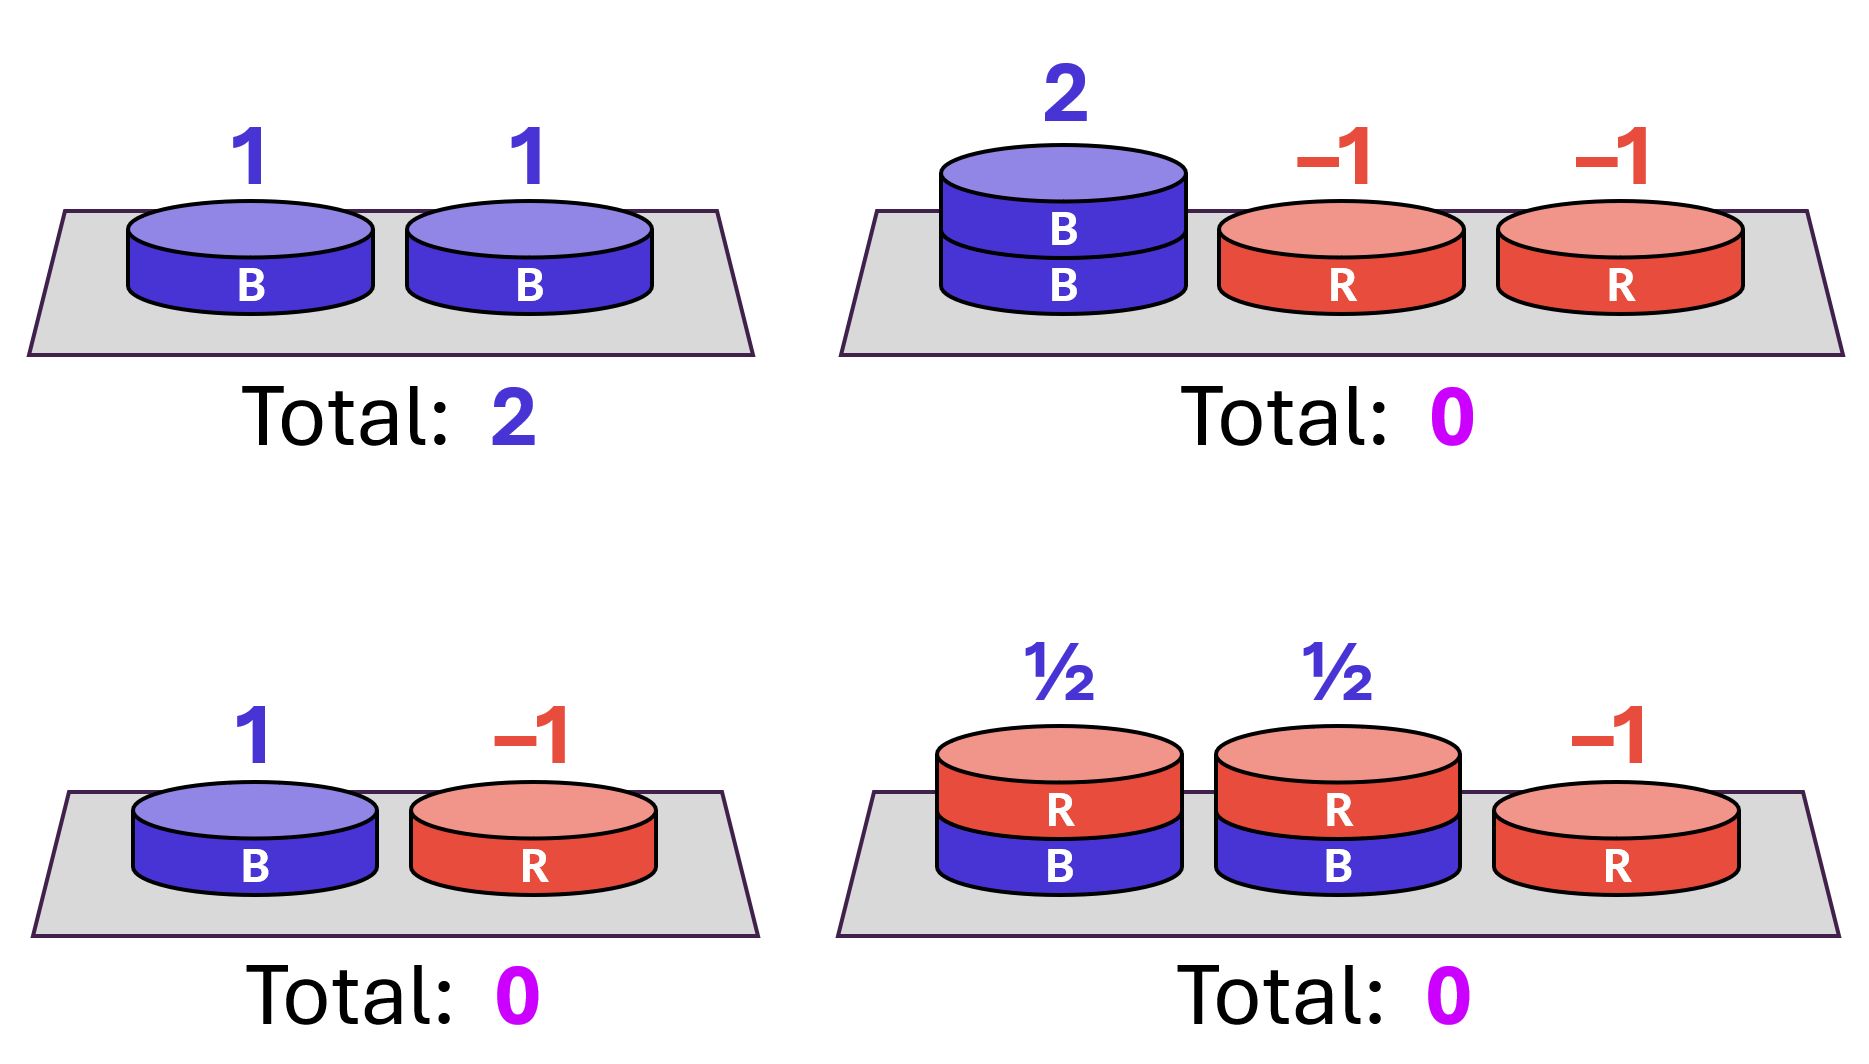 1 1
B B
Total: 2
2
–1 –1
B
B R R
Total: 0
1 –1
B R
Total: 0
½ ½
–1
R R
B B R
Total: 0